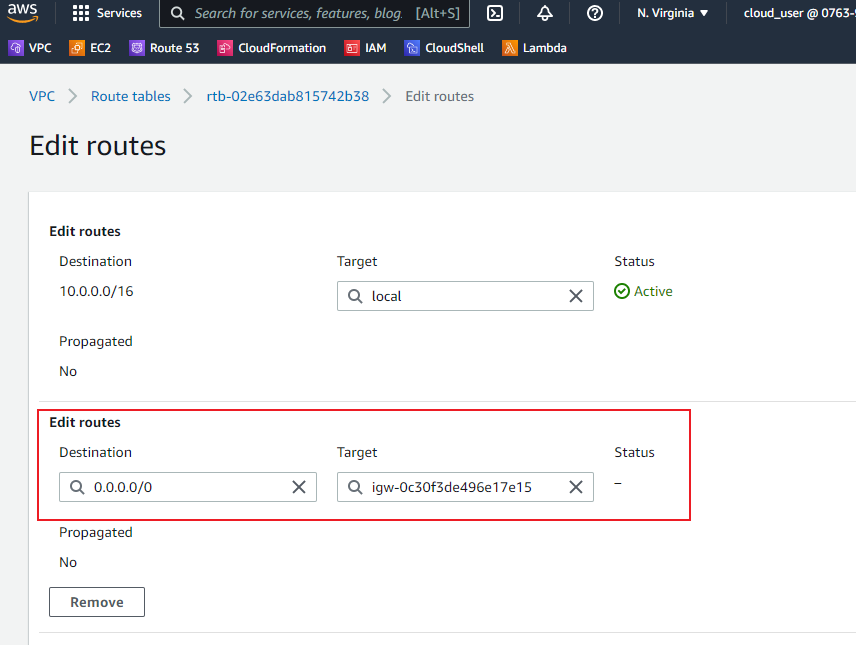 aws Services Search for services, features, blog. [Alt+S] N. Virginia ▼ cloud_user @ 0763-
VPC EC2 Route 53 CloudFormation IAM CloudShell Lambda
VPC > Route tables > rtb-02e63dab815742b38 > Edit routes
Edit routes
Edit routes
Destination Target Status
10.0.0.0/16 local Active
Propagated
No
Edit routes
Destination Target Status
0.0.0.0/0 igw-0c30f3de496e17e15 –
Propagated
No
Remove